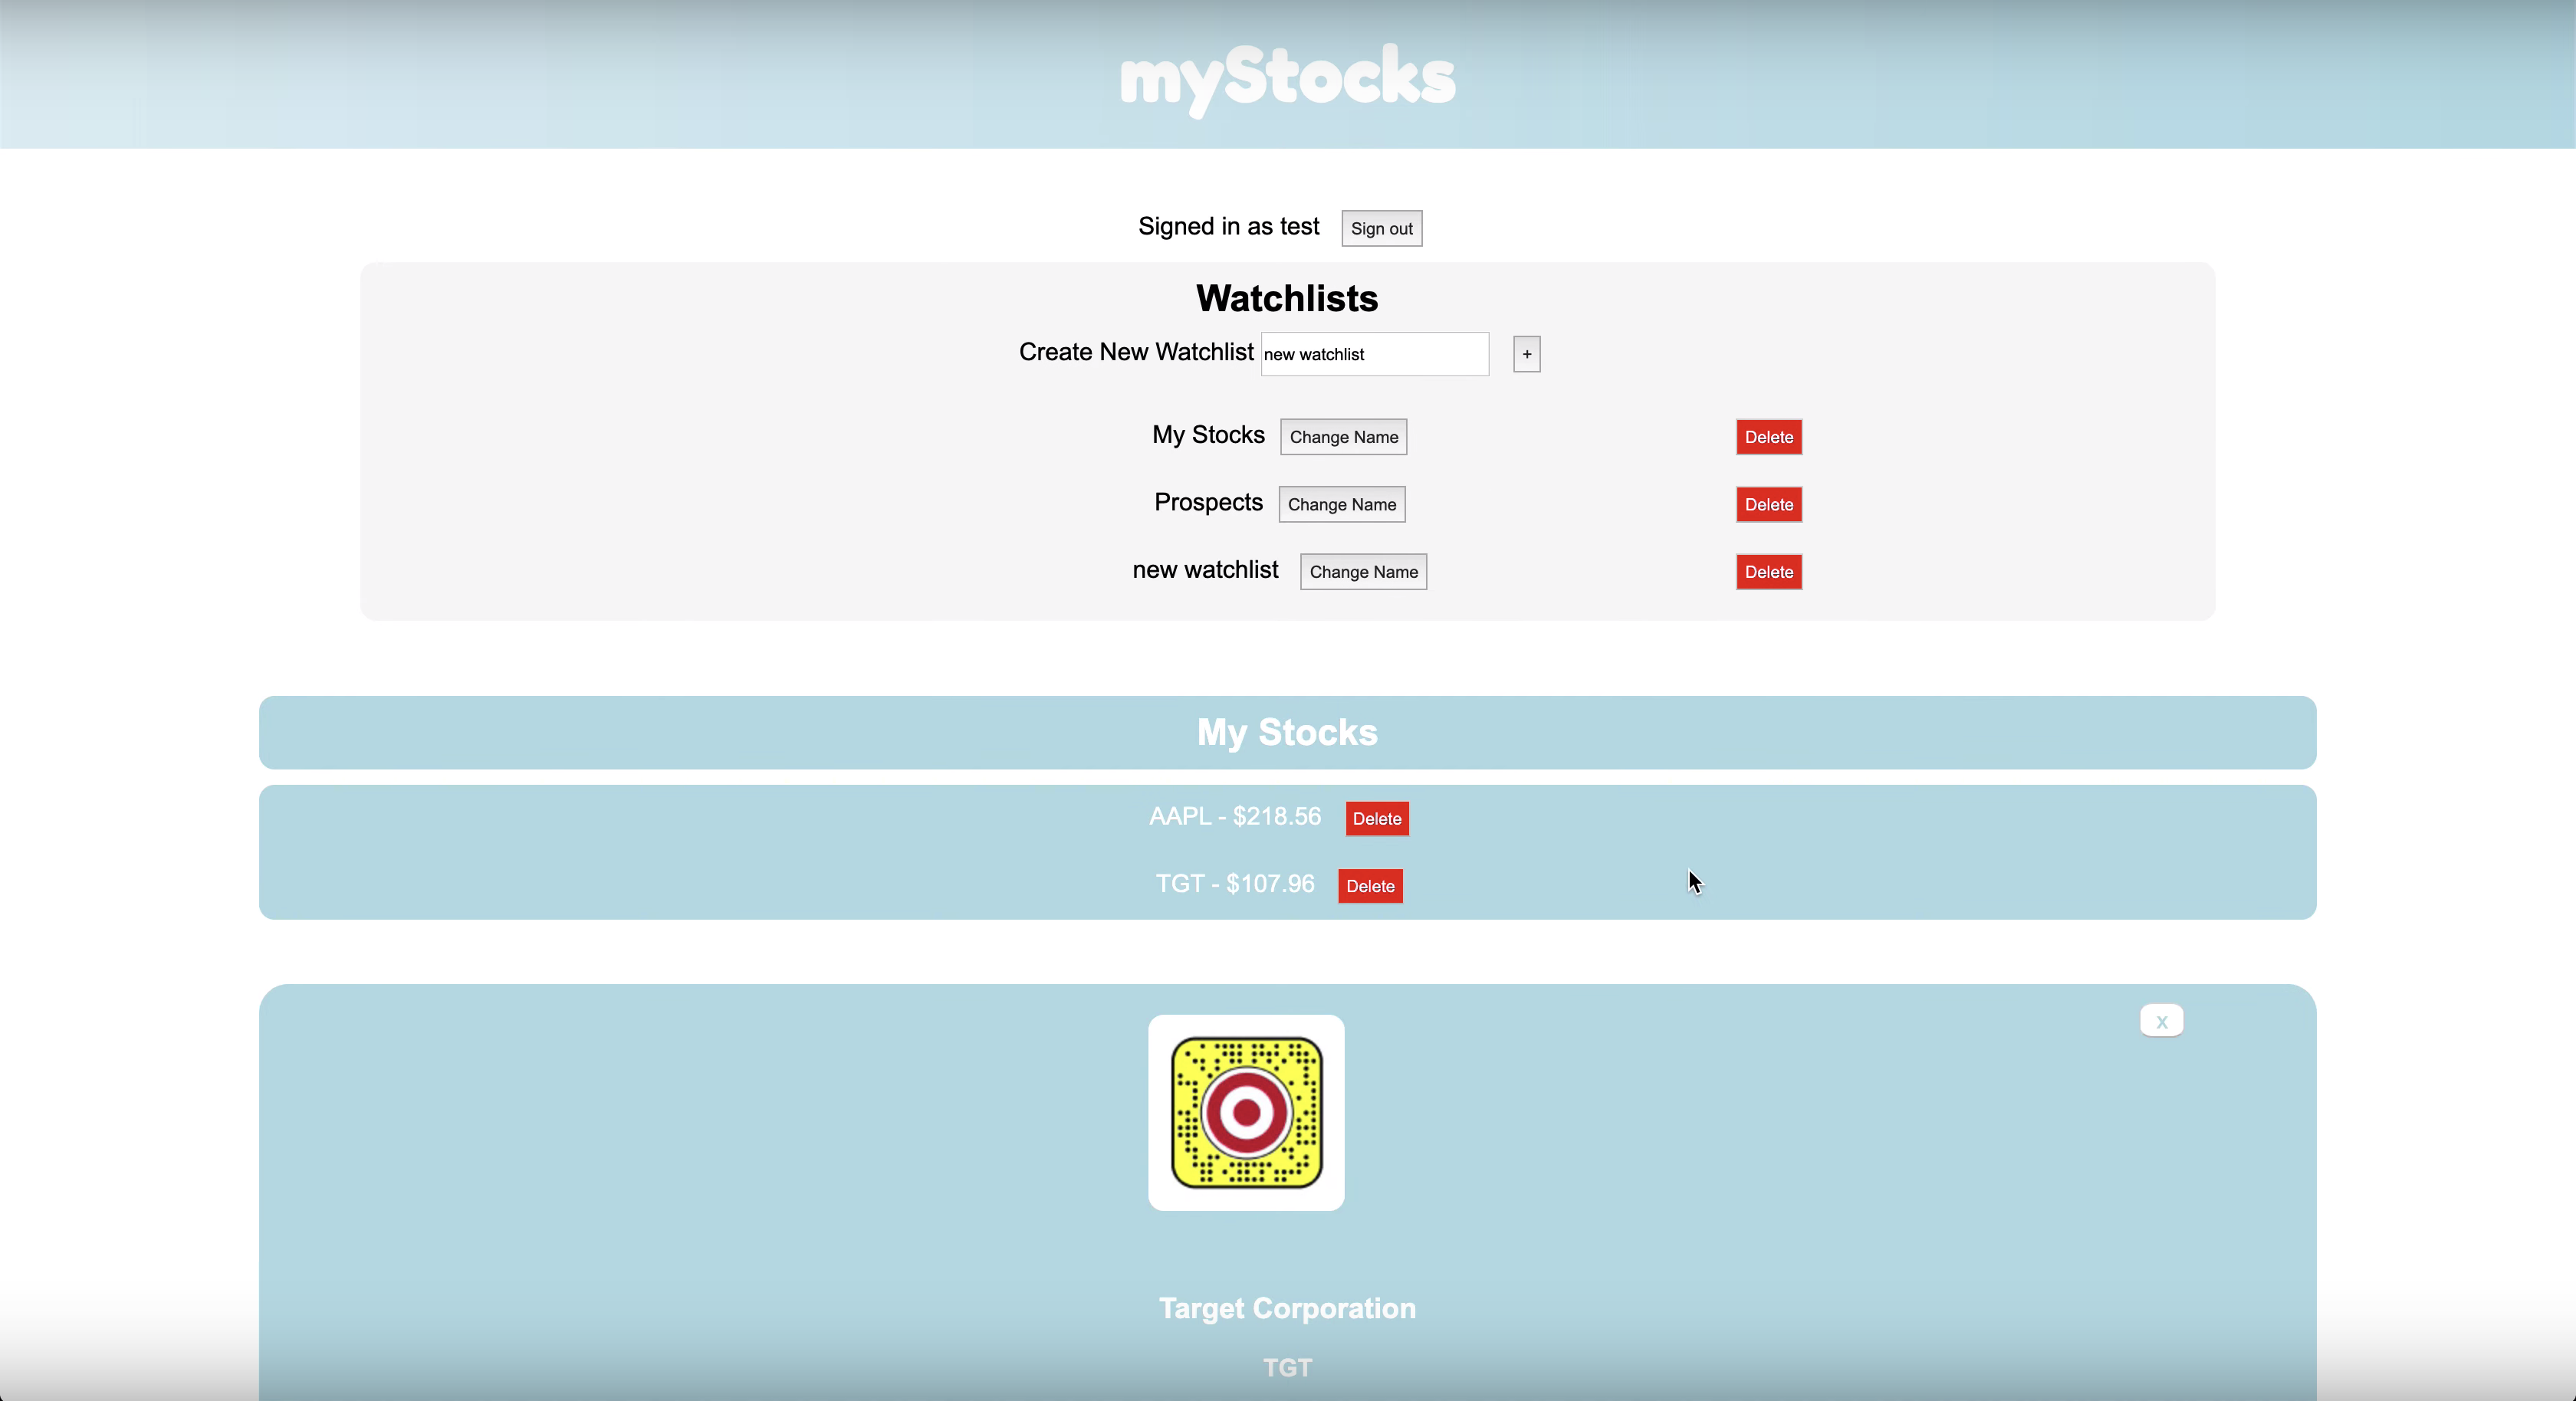 myStocks
Signed in as test Sign out
Watchlists
Create New Watchlist new watchlist +
My Stocks Change Name Delete
Prospects Change Name Delete
new watchlist Change Name Delete
My Stocks
AAPL - $218.56 Delete
TGT - $107.96 Delete
x
Target Corporation
TGT